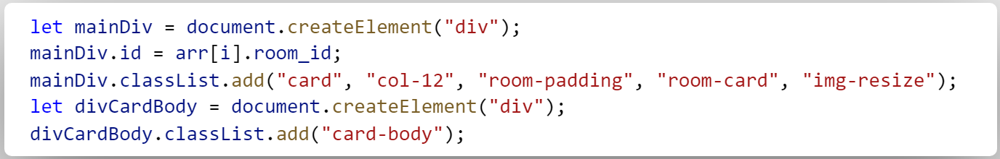 let mainDiv = document.createElement("div");
mainDiv.id = arr[i].room_id;
mainDiv.classList.add("card", "col-12", "room-padding", "room-card", "img-resize");
let divCardBody = document.createElement("div");
divCardBody.classList.add("card-body");